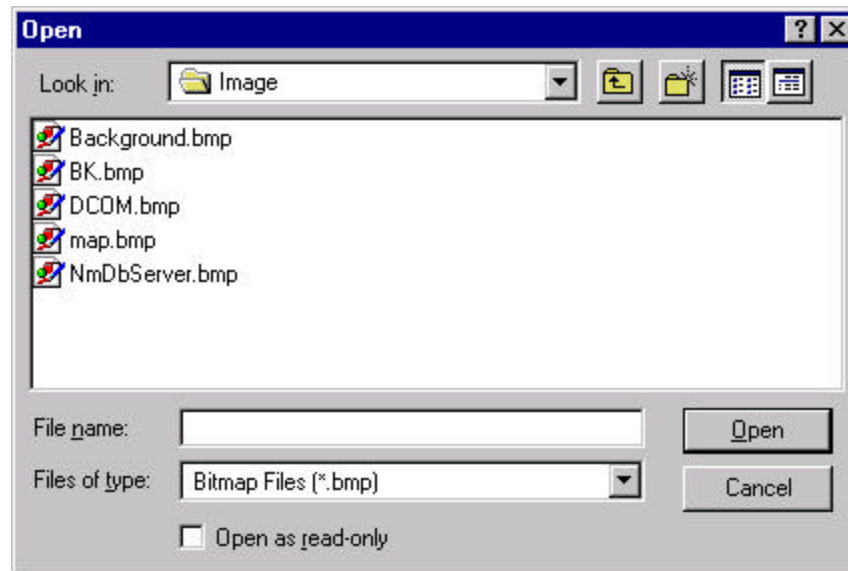 Open
Look in: Image
Background.bmp
BK.bmp
DCOM.bmp
map.bmp
NmDbServer.bmp
File name: Open
Files of type: Bitmap Files (*.bmp) Cancel
Open as read-only